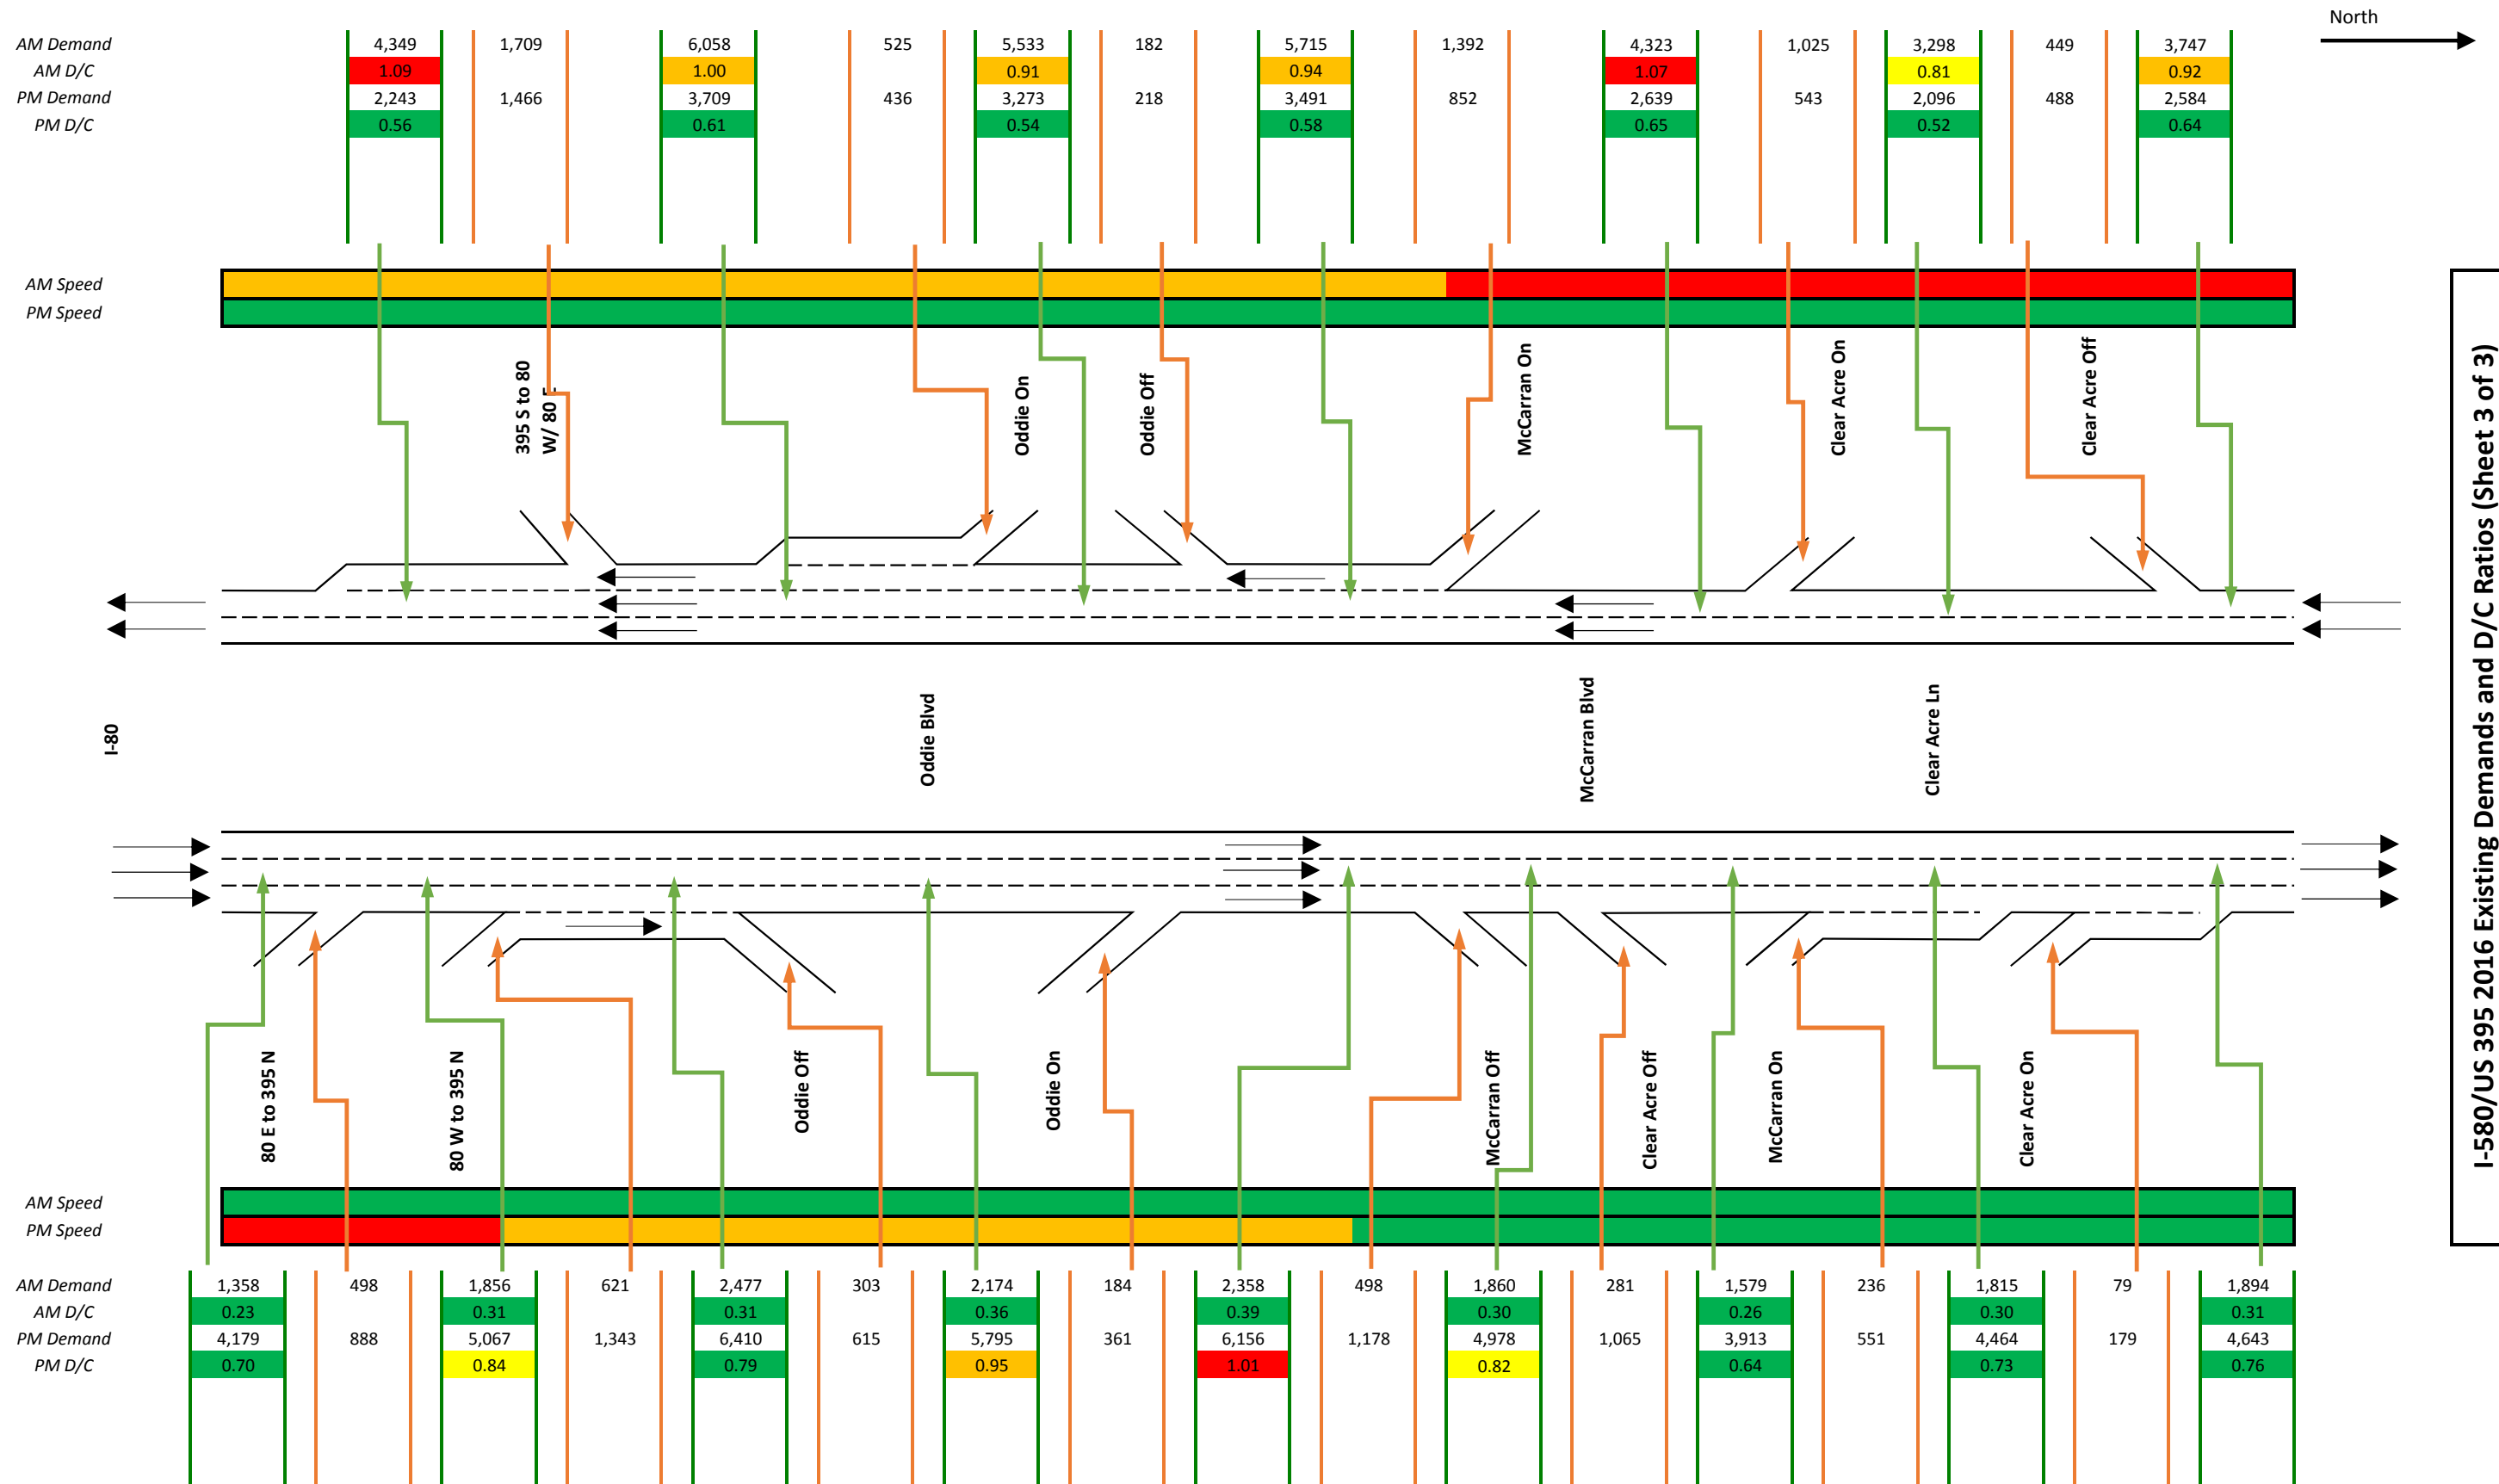 North
AM Demand 4,349 1,709 6,058 525 5,533 182 5,715 1,392 4,323 1,025 3,298 449 3,747
AM D/C 1.09 1.00 0.91 0.94 1.07 0.81 0.92
PM Demand 2,243 1,466 3,709 436 3,273 218 3,491 852 2,639 543 2,096 488 2,584
PM D/C 0.56 0.61 0.54 0.58 0.65 0.52 0.64
AM Speed
PM Speed
395 S to 80
W/ 80 E
Oddie On
Oddie Off
McCarran On
Clear Acre On
Clear Acre Off
I-80
Oddie Blvd
McCarran Blvd
Clear Acre Ln
80 E to 395 N
80 W to 395 N
Oddie Off
Oddie On
McCarran Off
Clear Acre Off
McCarran On
Clear Acre On
AM Speed
PM Speed
AM Demand 1,358 498 1,856 621 2,477 303 2,174 184 2,358 498 1,860 281 1,579 236 1,815 79 1,894
AM D/C 0.23 0.31 0.31 0.36 0.39 0.30 0.26 0.30 0.31
PM Demand 4,179 888 5,067 1,343 6,410 615 5,795 361 6,156 1,178 4,978 1,065 3,913 551 4,464 179 4,643
PM D/C 0.70 0.84 0.79 0.95 1.01 0.82 0.64 0.73 0.76
I-580/US 395 2016 Existing Demands and D/C Ratios (Sheet 3 of 3)